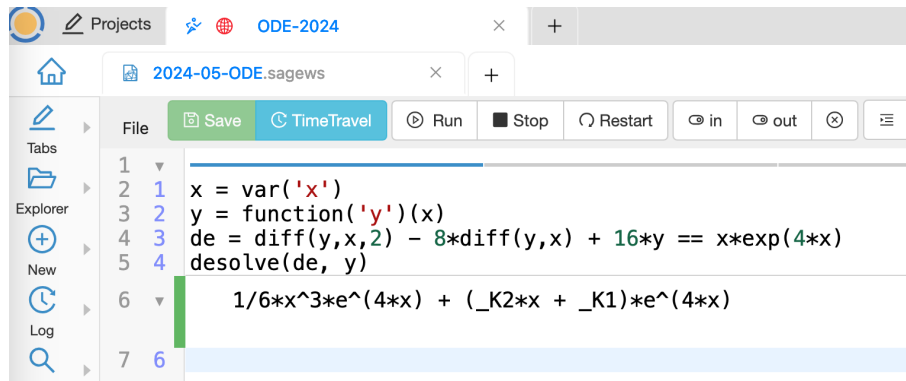 Projects ODE-2024
2024-05-ODE.sagews
File Save TimeTravel Run Stop Restart in out
Tabs
Explorer
New
Log
1
2 1 x = var('x')
3 2 y = function('y')(x)
4 3 de = diff(y,x,2) - 8*diff(y,x) + 16*y == x*exp(4*x)
5 4 desolve(de, y)
6 1/6*x^3*e^(4*x) + (_K2*x + _K1)*e^(4*x)
7 6